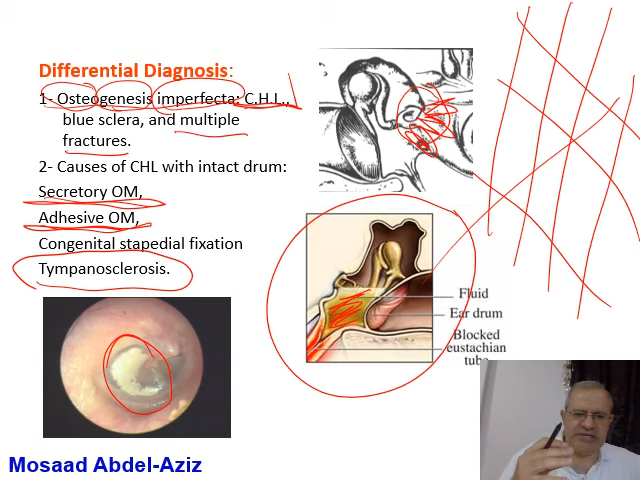 Differential Diagnosis:
1- Osteogenesis imperfecta: C.H.L.,
blue sclera, and multiple
fractures.
2- Causes of CHL with intact drum:
Secretory OM,
Adhesive OM,
Congenital stapedial fixation
Tympanosclerosis.
Fluid
Ear drum
Blocked
eustachian
tube
Mosaad Abdel-Aziz